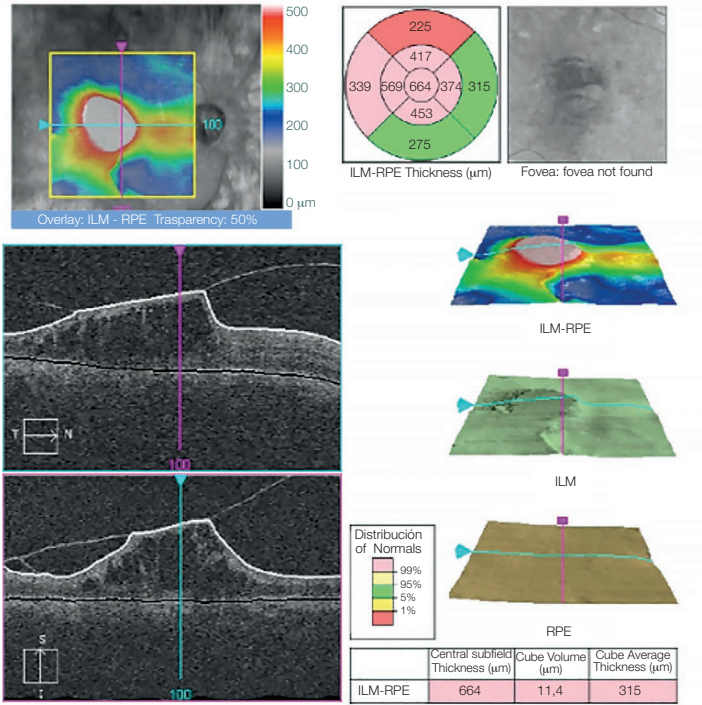 500
400
300
200
100
0 µm
100
Overlay: ILM - RPE Trasparency: 50%
225
417
339 569 664 374 315
453
275
ILM-RPE Thickness (µm)
Fovea: fovea not found
ILM-RPE
T N
100
ILM
S
I
100
Distribución
of Normals
99%
95%
5%
1%
RPE
Central subfield
Thickness (µm)
Cube Volume
(µm)
Cube Average
Thickness (µm)
ILM-RPE 664 11,4 315